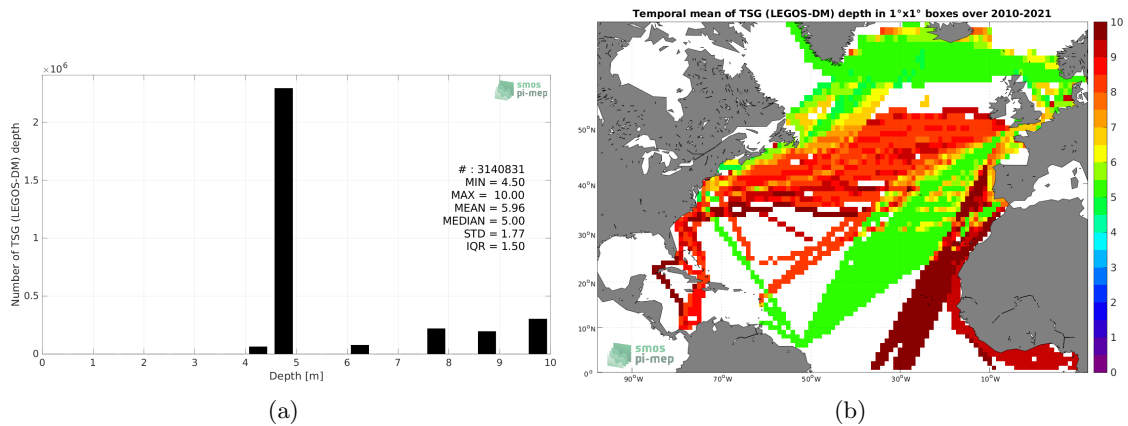 Temporal mean of TSG (LEGOS-DM) depth in 1°x1° boxes over 2010-2021
×10⁶
smos
pi-mep
# : 3140831
MIN = 4.50
MAX = 10.00
MEAN = 5.96
MEDIAN = 5.00
STD = 1.77
IQR = 1.50
Number of TSG (LEGOS-DM) depth
2
1.5
1
0.5
0
0 1 2 3 4 5 6 7 8 9 10
Depth [m]
(a)
50°N
40°N
30°N
20°N
10°N
0°
90°W 70°W 50°W 30°W 10°W
smos
pi-mep
10
9
8
7
6
5
4
3
2
1
0
(b)